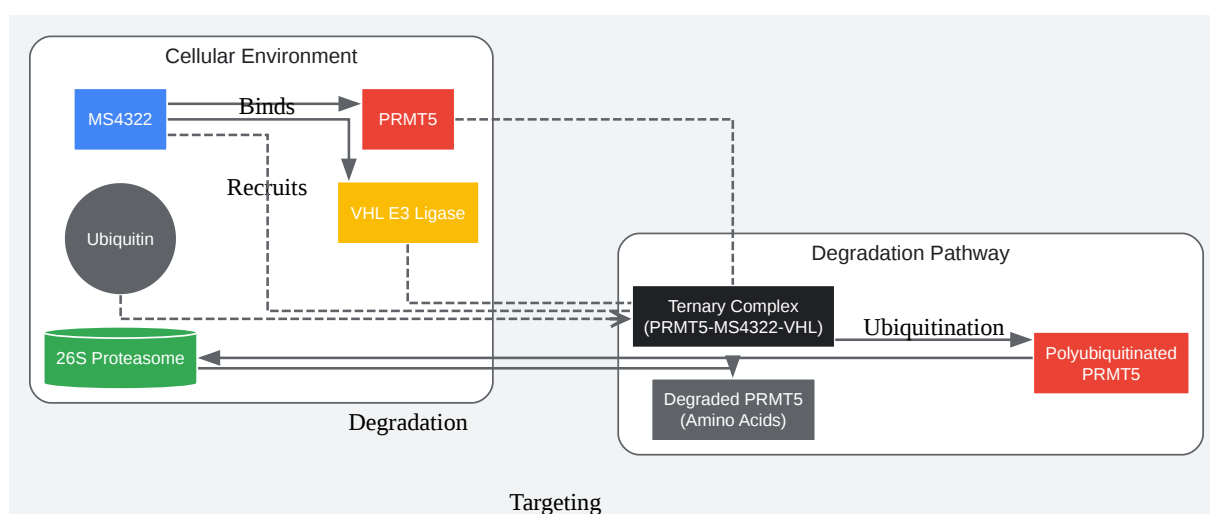 Cellular Environment
MS4322
Binds
PRMT5
Recruits
VHL E3 Ligase
Ubiquitin
26S Proteasome
Degradation Pathway
Ternary Complex
(PRMT5-MS4322-VHL)
Ubiquitination
Polyubiquitinated
PRMT5
Degraded PRMT5
(Amino Acids)
Degradation
Targeting